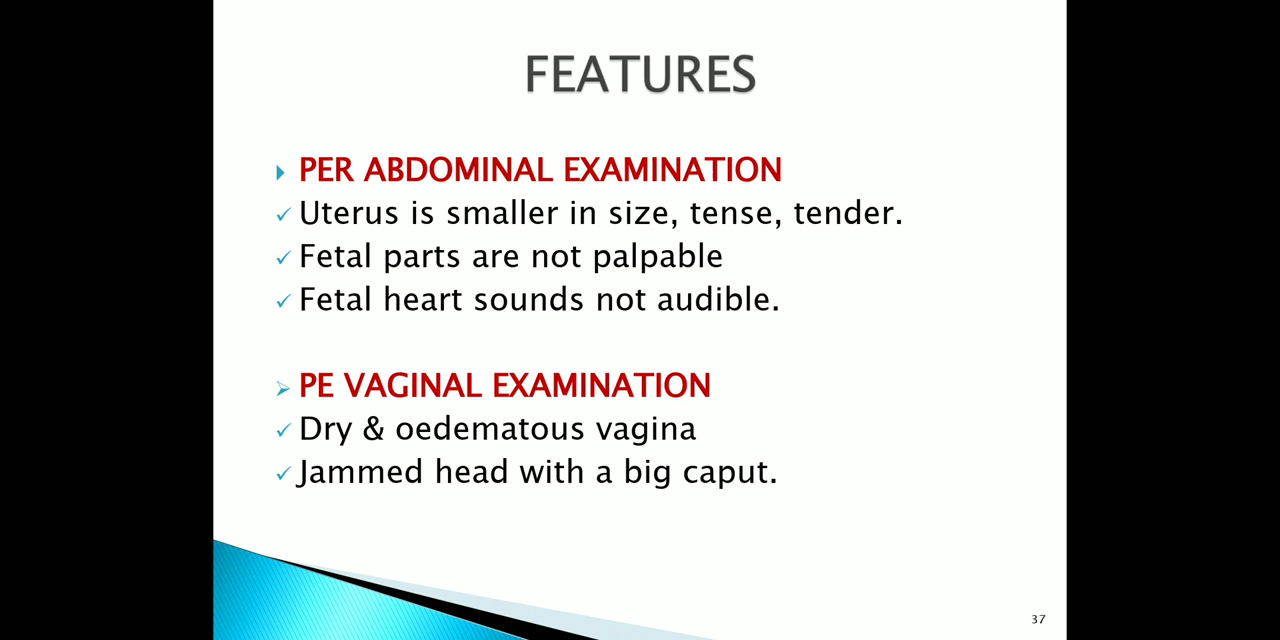 FEATURES
PER ABDOMINAL EXAMINATION
Uterus is smaller in size, tense, tender.
Fetal parts are not palpable
Fetal heart sounds not audible.
PE VAGINAL EXAMINATION
Dry & oedematous vagina
Jammed head with a big caput.
37